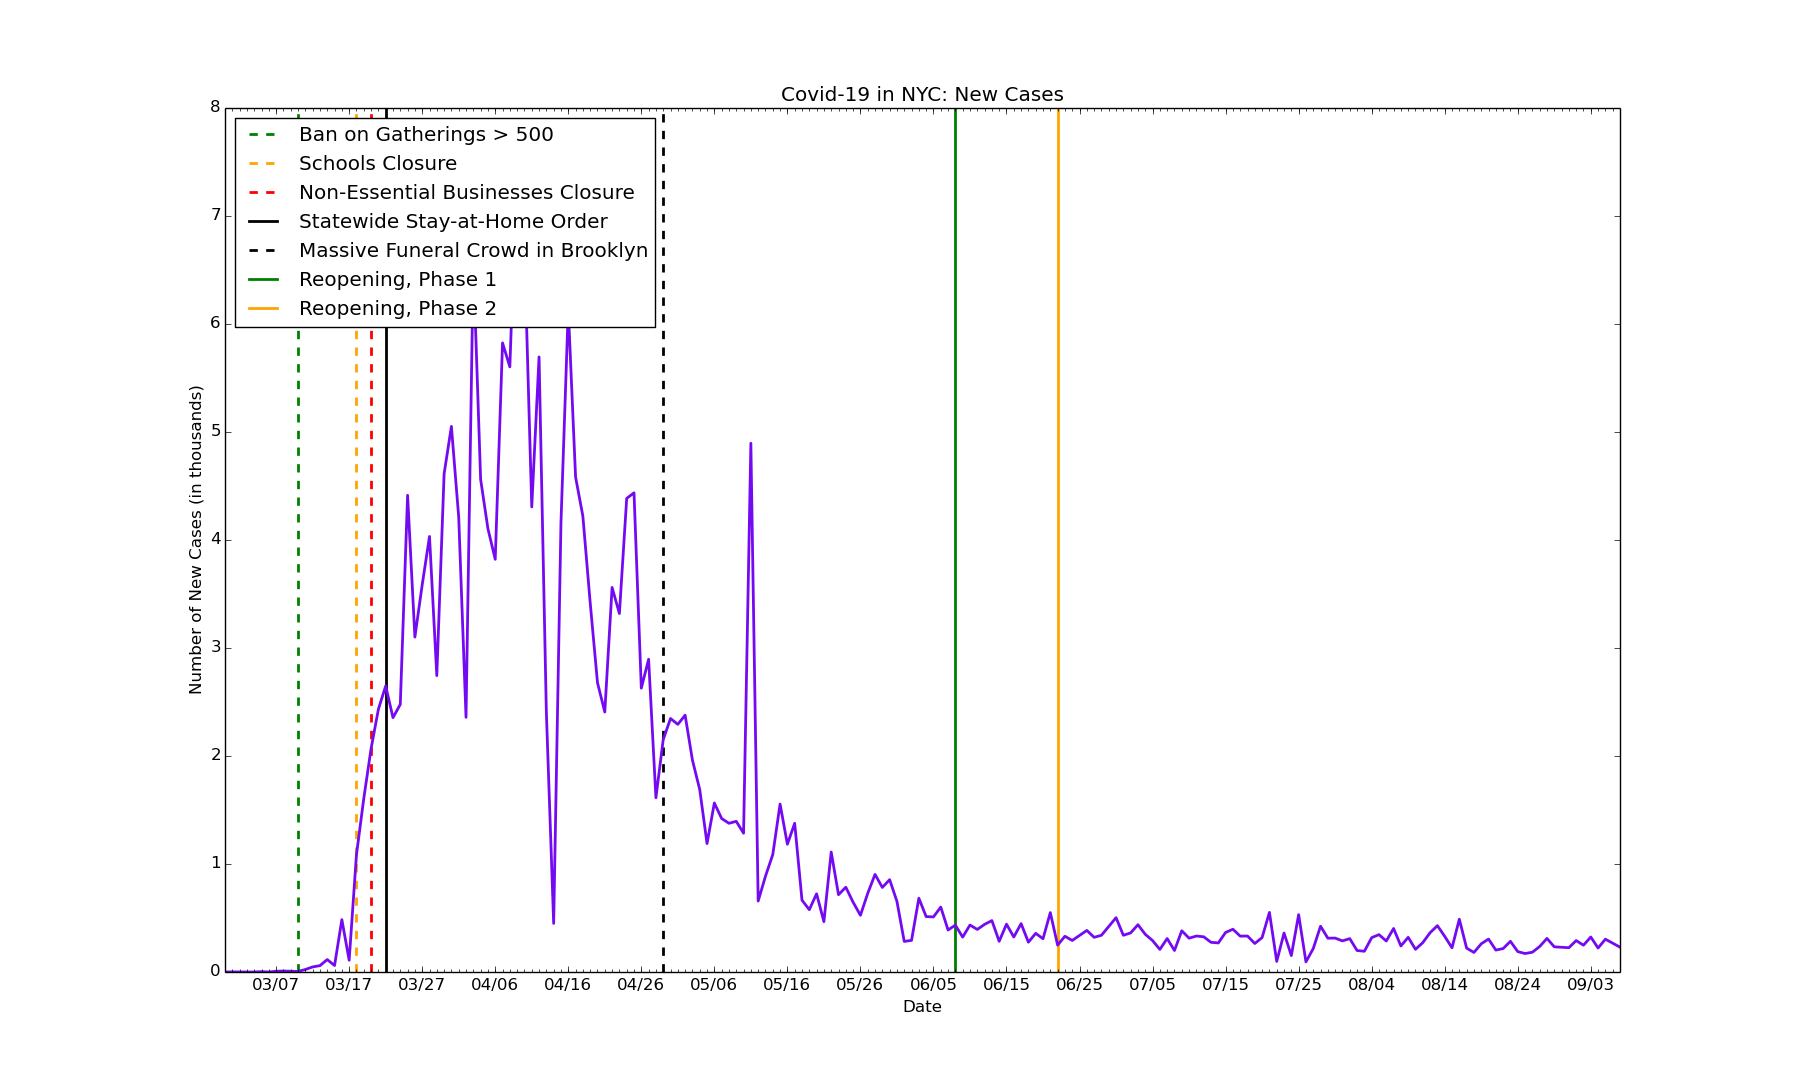 Covid-19 in NYC: New Cases
Ban on Gatherings > 500
Schools Closure
Non-Essential Businesses Closure
Statewide Stay-at-Home Order
Massive Funeral Crowd in Brooklyn
Reopening, Phase 1
Reopening, Phase 2
Number of New Cases (in thousands)
8
7
6
5
4
3
2
1
0
03/07 03/17 03/27 04/06 04/16 04/26 05/06 05/16 05/26 06/05 06/15 06/25 07/05 07/15 07/25 08/04 08/14 08/24 09/03
Date